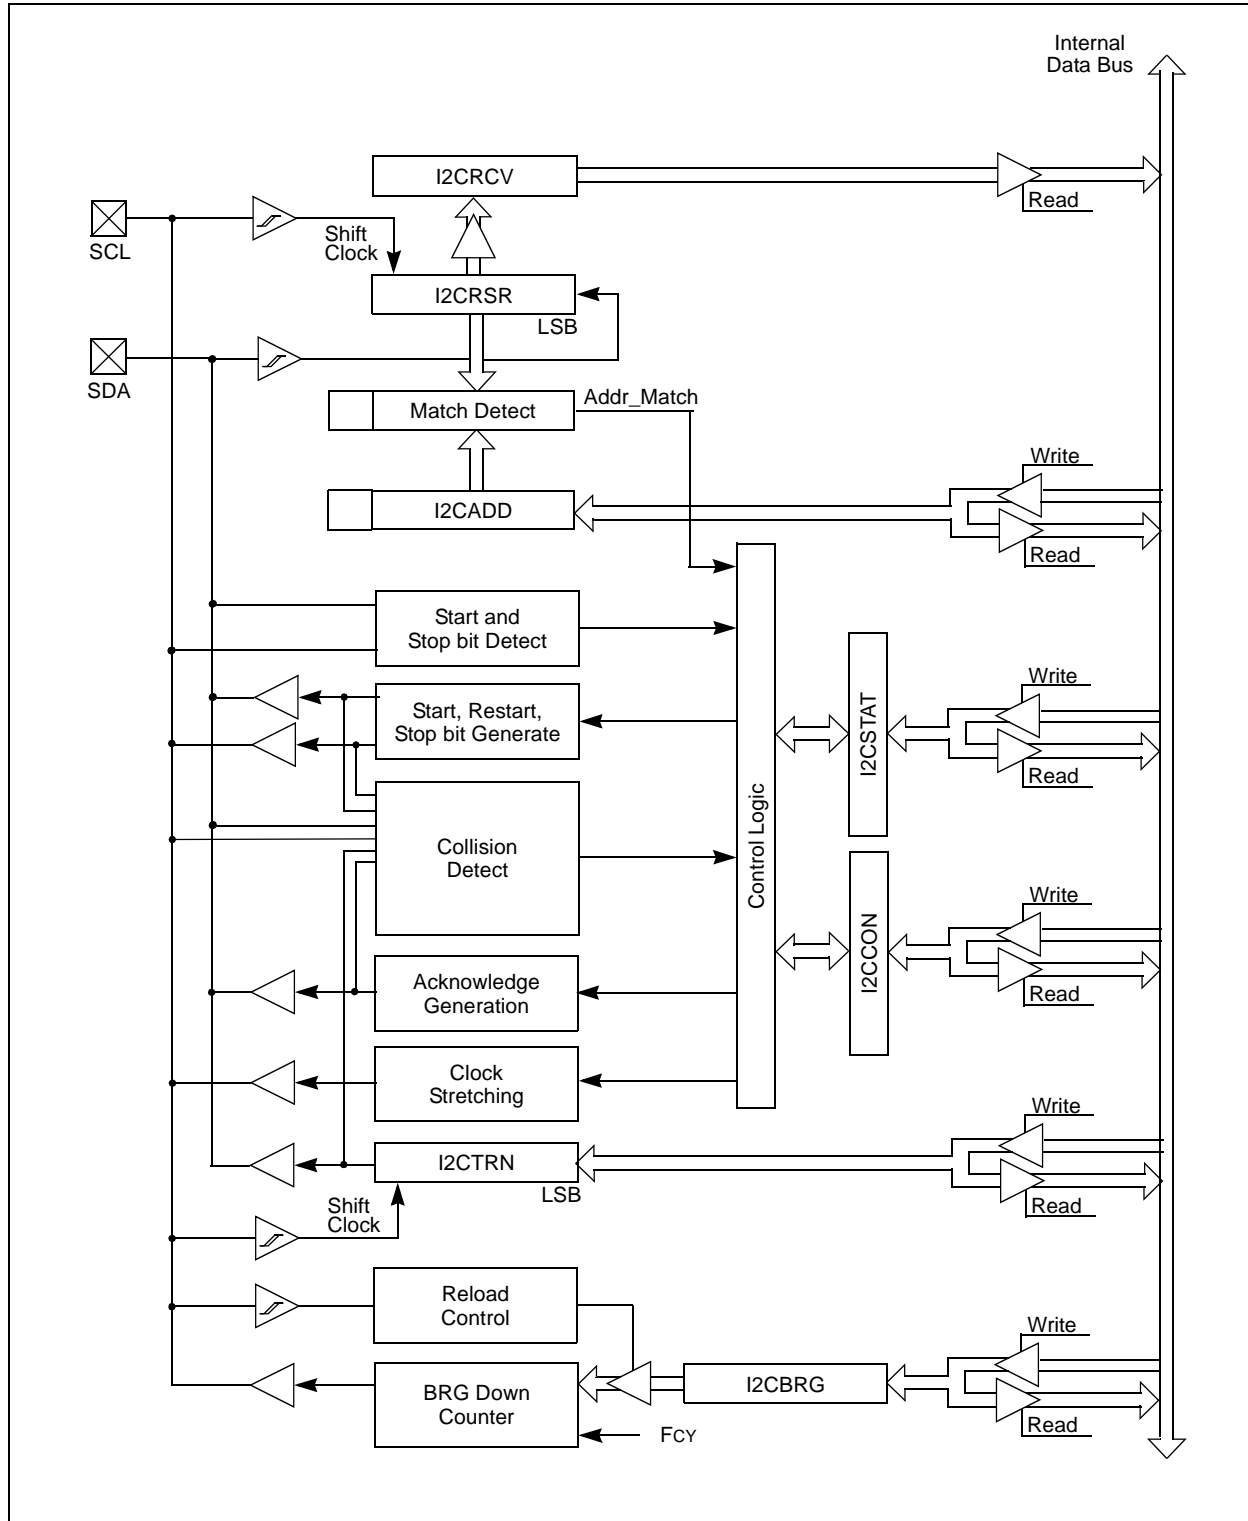 Internal
Data Bus
I2CRCV
Read
SCL
Shift
Clock
I2CRSR
LSB
SDA
Match Detect
Addr_Match
Write
I2CADD
Read
Start and
Stop bit Detect
Write
Start, Restart,
Stop bit Generate
I2CSTAT
Read
Control Logic
Collision
Detect
Write
I2CCON
Acknowledge
Generation
Read
Clock
Stretching
Write
I2CTRN
LSB
Shift
Clock
Read
Reload
Control
Write
BRG Down
Counter
I2CBRG
Read
FCY